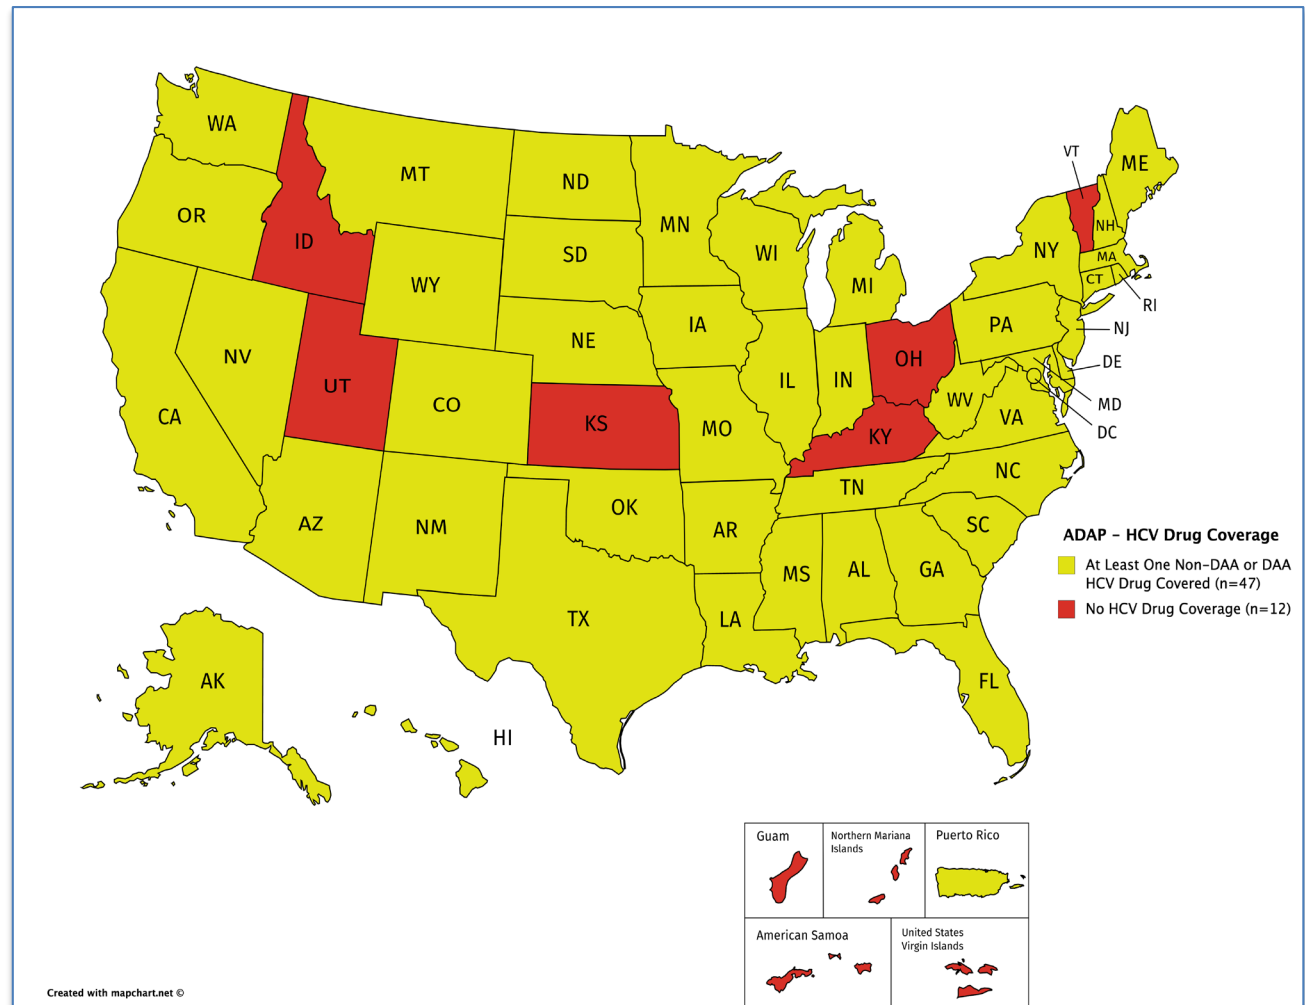 WA
MT
ND
MN
VT
ME
OR
ID
SD
WI
MI
NY
NH
MA
CT
RI
WY
IA
PA
NJ
NE
NV
UT
CO
IL
IN
OH
DE
WV
MD
VA
DC
CA
KS
MO
KY
NC
TN
AZ
NM
OK
AR
SC
MS
AL
GA
TX
LA
FL
AK
HI
ADAP – HCV Drug Coverage
At Least One Non-DAA or DAA
HCV Drug Covered (n=47)
No HCV Drug Coverage (n=12)
Guam
Northern Mariana
Islands
Puerto Rico
American Samoa
United States
Virgin Islands
Created with mapchart.net ©